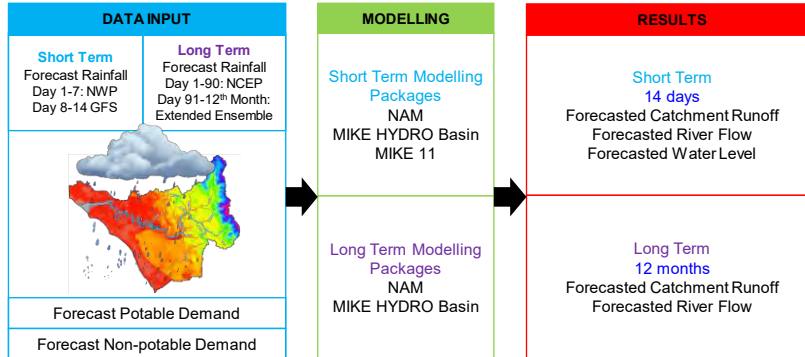 DATA INPUT
Short Term
Forecast Rainfall
Day 1-7: NWP
Day 8-14 GFS
Long Term
Forecast Rainfall
Day 1-90: NCEP
Day 91-12th Month:
Extended Ensemble
Forecast Potable Demand
Forecast Non-potable Demand
MODELLING
Short Term Modelling
Packages
NAM
MIKE HYDRO Basin
MIKE 11
Long Term Modelling
Packages
NAM
MIKE HYDRO Basin
RESULTS
Short Term
14 days
Forecasted Catchment Runoff
Forecasted River Flow
Forecasted Water Level
Long Term
12 months
Forecasted Catchment Runoff
Forecasted River Flow